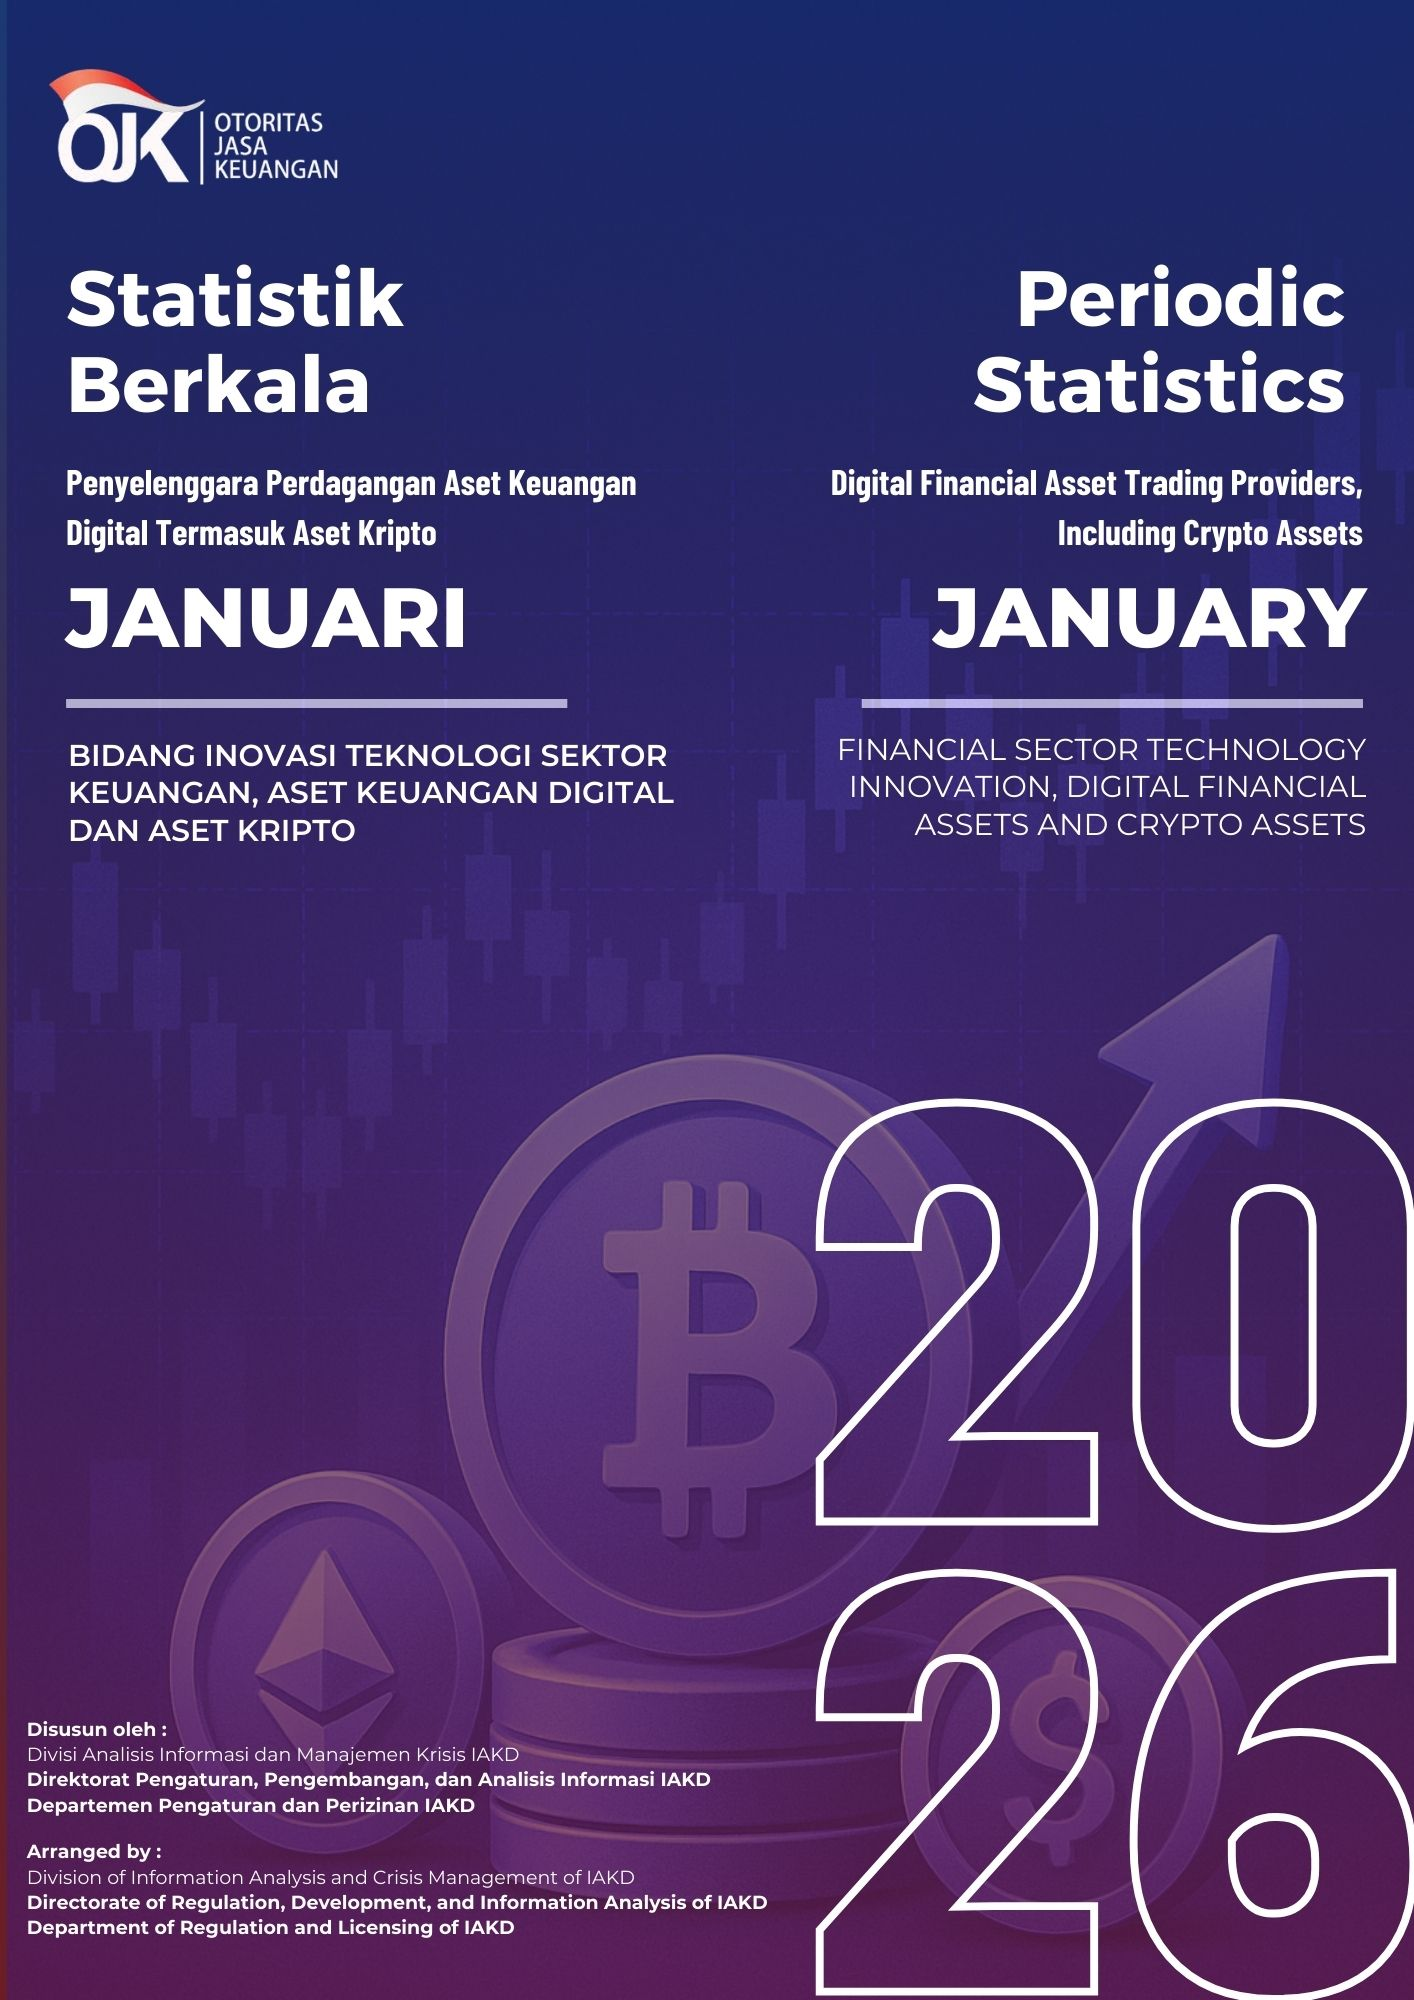 OJK
OTORITAS
JASA
KEUANGAN
Statistik
Berkala
Penyelenggara Perdagangan Aset Keuangan
Digital Termasuk Aset Kripto
JANUARI
BIDANG INOVASI TEKNOLOGI SEKTOR
KEUANGAN, ASET KEUANGAN DIGITAL
DAN ASET KRIPTO
Periodic
Statistics
Digital Financial Asset Trading Providers,
Including Crypto Assets
JANUARY
FINANCIAL SECTOR TECHNOLOGY
INNOVATION, DIGITAL FINANCIAL
ASSETS AND CRYPTO ASSETS
20
26
Disusun oleh :
Divisi Analisis Informasi dan Manajemen Krisis IAKD
Direktorat Pengaturan, Pengembangan, dan Analisis Informasi IAKD
Departemen Pengaturan dan Perizinan IAKD
Arranged by :
Division of Information Analysis and Crisis Management of IAKD
Directorate of Regulation, Development, and Information Analysis of IAKD
Department of Regulation and Licensing of IAKD